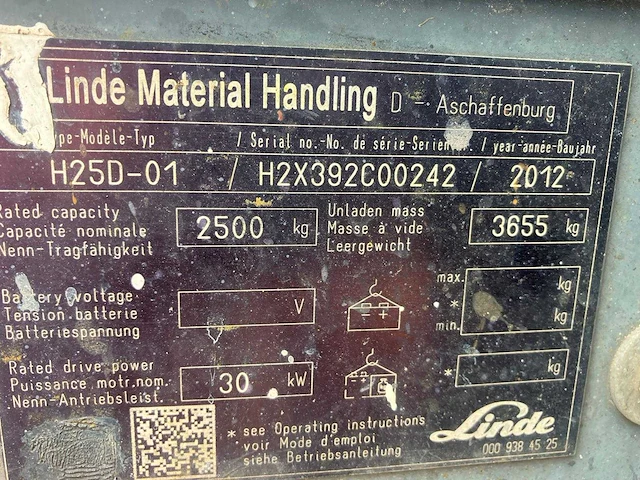 Linde Material Handling D - Aschaffenburg
Type-Modèle-Typ / Serial no.-No. de série-Serien / year-année-Baujahr
H25D-01 / H2X392C00242 / 2012
Rated capacity
Capacité nominale
Nenn-Tragfähigkeit
2500 kg
Unladen mass
Masse à vide
Leergewicht
3655 kg
Battery voltage
Tension batterie
Batteriespannung
V
max. kg
*
min. kg
Rated drive power
Puissance motr.nom.
Nenn-Antriebsleist.
30 kW
* kg
* see Operating instructions
voir Mode d'emploi
siehe Betriebsanleitung
Linde
000 938 45 25